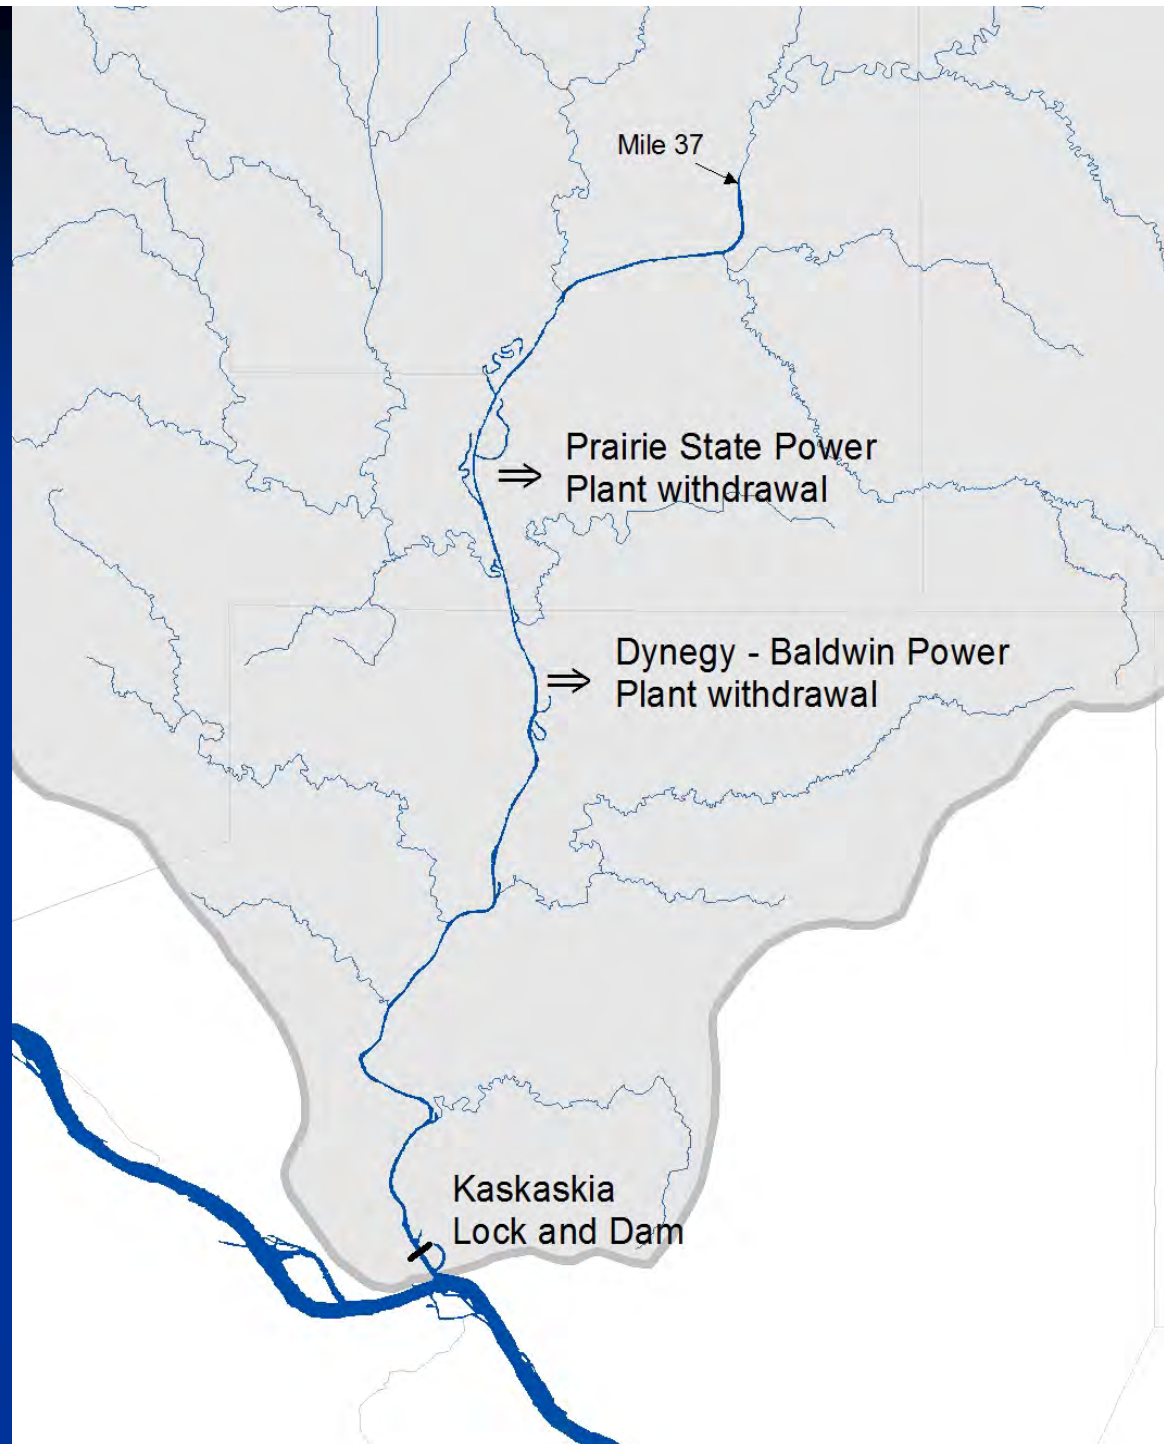 Mile 37
Prairie State Power
Plant withdrawal
Dynegy - Baldwin Power
Plant withdrawal
Kaskaskia
Lock and Dam